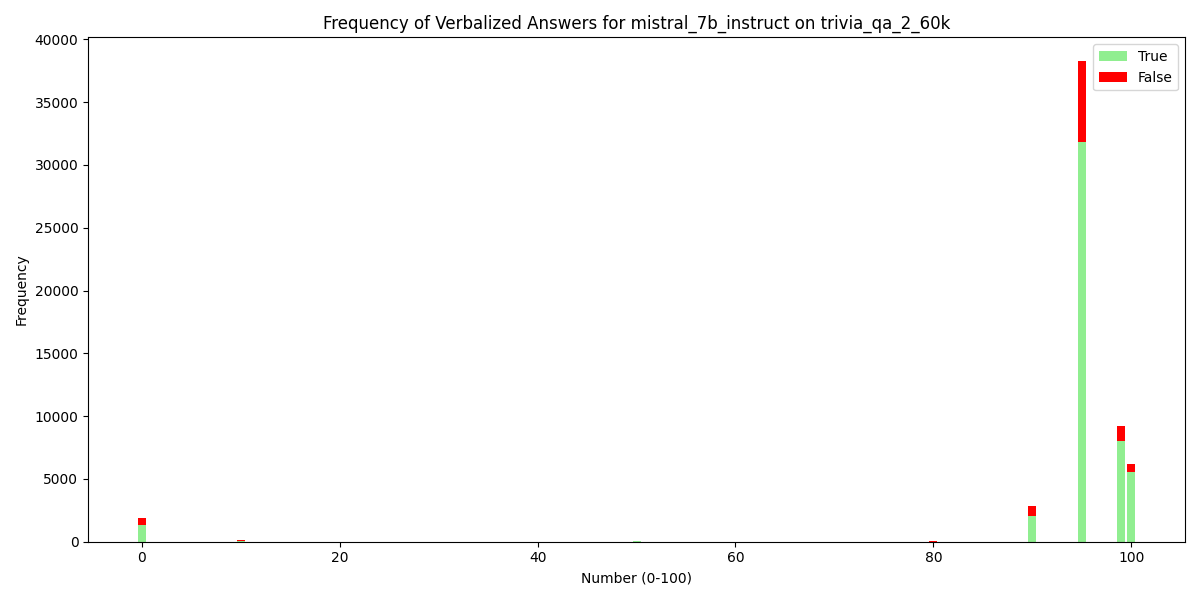 Frequency of Verbalized Answers for mistral_7b_instruct on trivia_qa_2_60k
40000
35000
30000
25000
20000
15000
10000
5000
0
Frequency
True
False
0 20 40 60 80 100
Number (0-100)